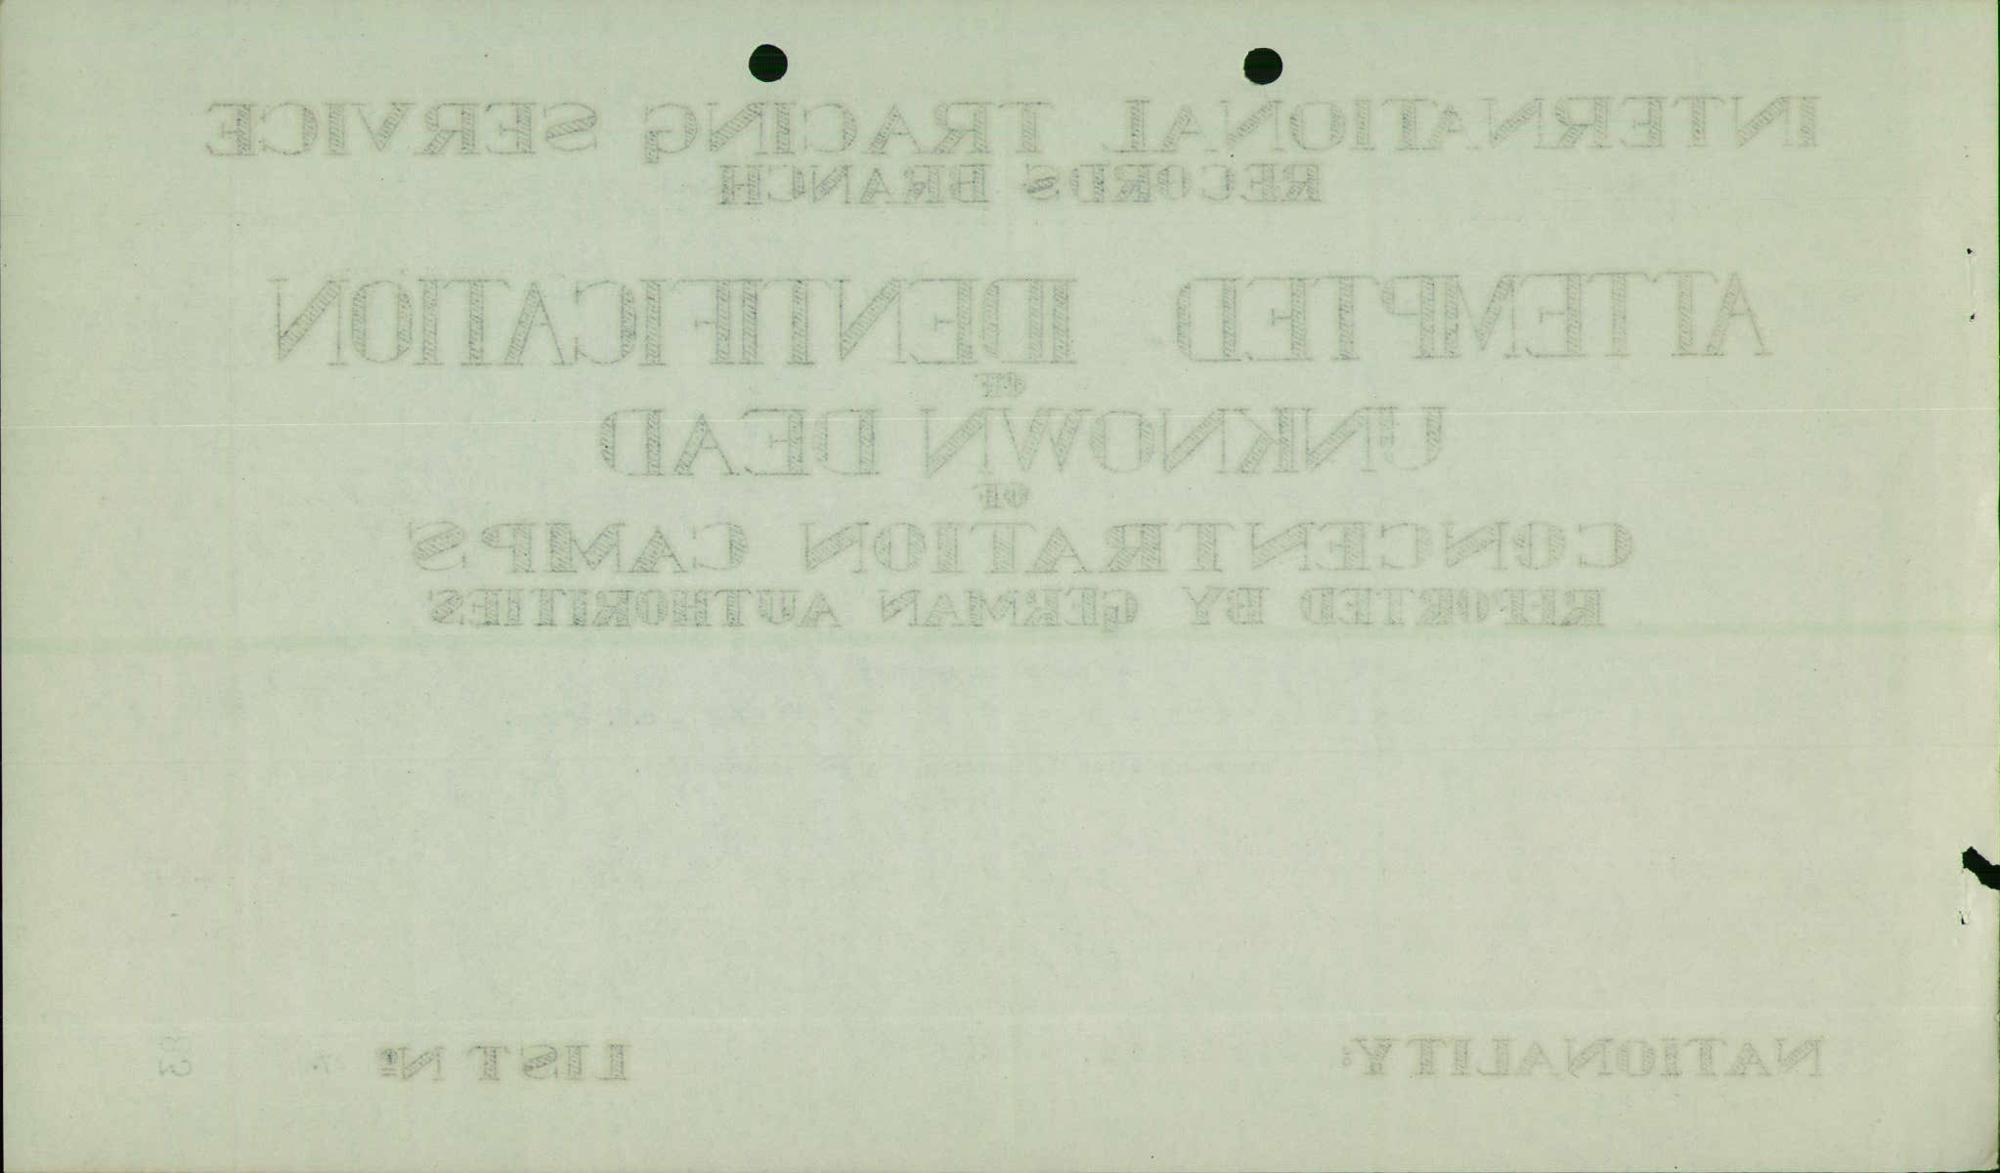 INTERNATIONAL TRACING SERVICE
RECORDS BRANCH
ATTEMPTED IDENTIFICATION
OF
UNKNOWN DEAD
OF
CONCENTRATION CAMPS
REPORTED BY GERMAN AUTHORITIES
NATIONALITY:
LIST Nº